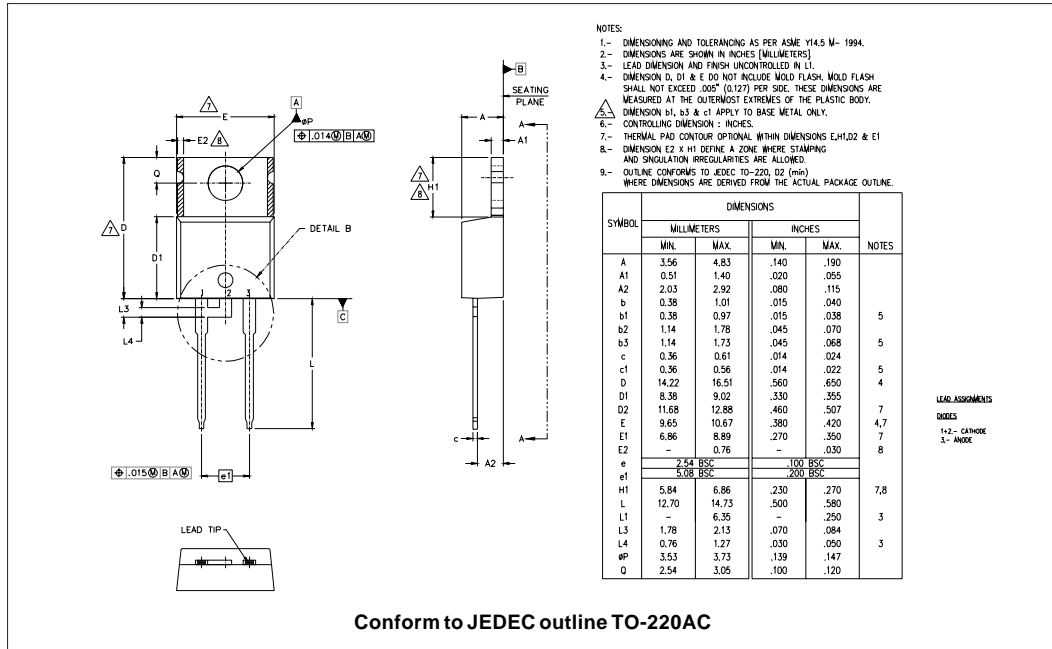 NOTES:
1.- DIMENSIONING AND TOLERANCING AS PER ASME Y14.5 M- 1994.
2.- DIMENSIONS ARE SHOWN IN INCHES [MILLIMETERS]
3.- LEAD DIMENSION AND FINISH UNCONTROLLED IN L1.
4.- DIMENSION D, D1 & E DO NOT INCLUDE MOLD FLASH. MOLD FLASH
SHALL NOT EXCEED .005" (0.127) PER SIDE. THESE DIMENSIONS ARE
MEASURED AT THE OUTERMOST EXTREMES OF THE PLASTIC BODY.
5.- DIMENSION b1, b3 & c1 APPLY TO BASE METAL ONLY.
6.- CONTROLLING DIMENSION : INCHES.
7.- THERMAL PAD CONTOUR OPTIONAL WITHIN DIMENSIONS E,H1,D2 & E1
8.- DIMENSION E2 X H1 DEFINE A ZONE WHERE STAMPING
AND SINGULATION IRREGULARITIES ARE ALLOWED.
9.- OUTLINE CONFORMS TO JEDEC TO-220, D2 (min)
WHERE DIMENSIONS ARE DERIVED FROM THE ACTUAL PACKAGE OUTLINE.
7
E
A
øP
⌖ .014Ⓜ B AⓂ
E2 8
Q
D
7
D1
DETAIL B
1 2 3
L3
L4
C
L
⌖ .015Ⓜ B AⓂ
e1
LEAD TIP
B
SEATING
PLANE
A
A
A1
7
8
H1
c
A2
A
SYMBOL DIMENSIONS NOTES
MILLIMETERS INCHES
MIN. MAX. MIN. MAX.
A 3.56 4.83 .140 .190
A1 0.51 1.40 .020 .055
A2 2.03 2.92 .080 .115
b 0.38 1.01 .015 .040
b1 0.38 0.97 .015 .038 5
b2 1.14 1.78 .045 .070
b3 1.14 1.73 .045 .068 5
c 0.36 0.61 .014 .024
c1 0.36 0.56 .014 .022 5
D 14.22 16.51 .560 .650 4
D1 8.38 9.02 .330 .355
D2 11.68 12.88 .460 .507 7
E 9.65 10.67 .380 .420 4,7
E1 6.86 8.89 .270 .350 7
E2 – 0.76 – .030 8
e 2.54 BSC .100 BSC
e1 5.08 BSC .200 BSC
H1 5.84 6.86 .230 .270 7,8
L 12.70 14.73 .500 .580
L1 – 6.35 – .250 3
L3 1.78 2.13 .070 .084
L4 0.76 1.27 .030 .050 3
øP 3.53 3.73 .139 .147
Q 2.54 3.05 .100 .120
LEAD ASSIGNMENTS
DIODES
1+2.- CATHODE
3.- ANODE
Conform to JEDEC outline TO-220AC